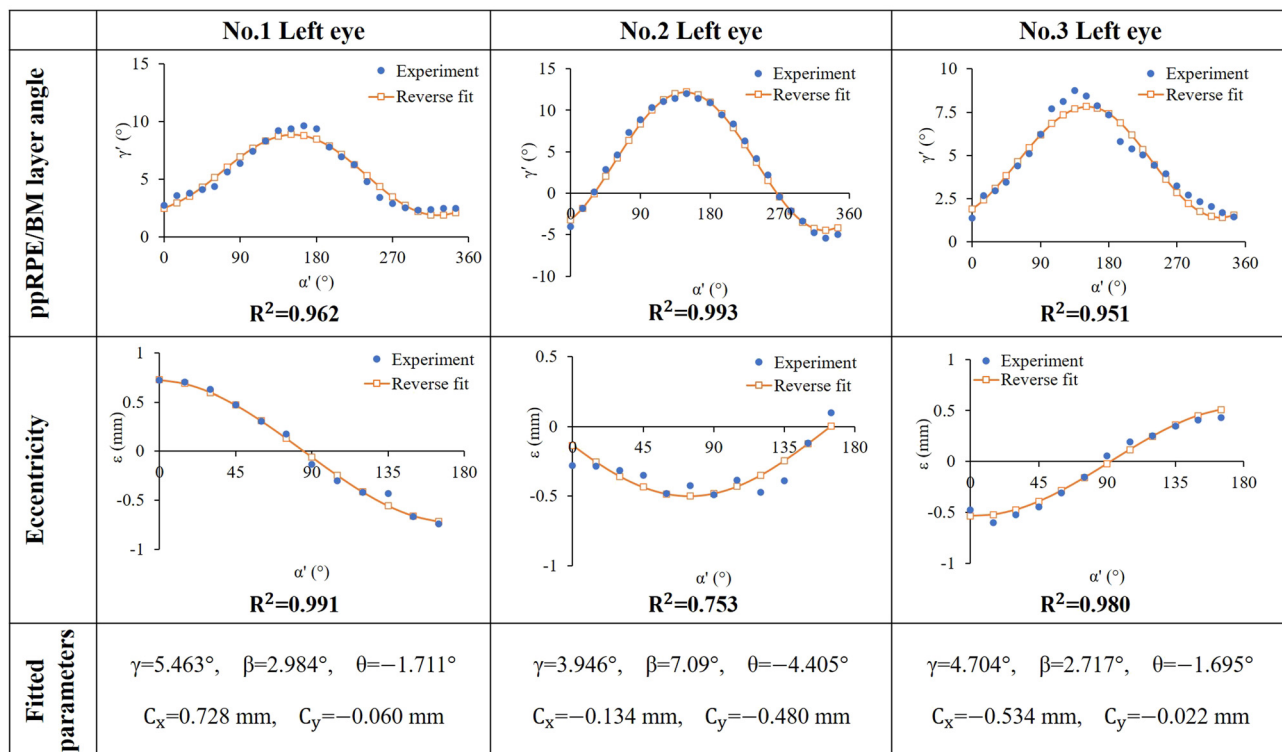 No.1 Left eye No.2 Left eye No.3 Left eye
ppRPE/BM layer angle
15
10
5
0
0 90 180 270 360
γ′ (°)
α' (°)
Experiment
Reverse fit
R²=0.962
15
10
5
0
-5
-10
0 90 180 270 360
γ′ (°)
α' (°)
Experiment
Reverse fit
R²=0.993
10
7.5
5
2.5
0
0 90 180 270 360
γ′ (°)
α' (°)
Experiment
Reverse fit
R²=0.951
Eccentricity
1
0.5
0
-0.5
-1
0 45 90 135 180
ε (mm)
α' (°)
Experiment
Reverse fit
R²=0.991
0.5
0
-0.5
-1
0 45 90 135 180
ε (mm)
α' (°)
Experiment
Reverse fit
R²=0.753
1
0.5
0
-0.5
-1
0 45 90 135 180
ε (mm)
α' (°)
Experiment
Reverse fit
R²=0.980
Fitted
parameters
γ=5.463°, β=2.984°, θ=−1.711°
Cx=0.728 mm, Cy=−0.060 mm
γ=3.946°, β=7.09°, θ=−4.405°
Cx=−0.134 mm, Cy=−0.480 mm
γ=4.704°, β=2.717°, θ=−1.695°
Cx=−0.534 mm, Cy=−0.022 mm